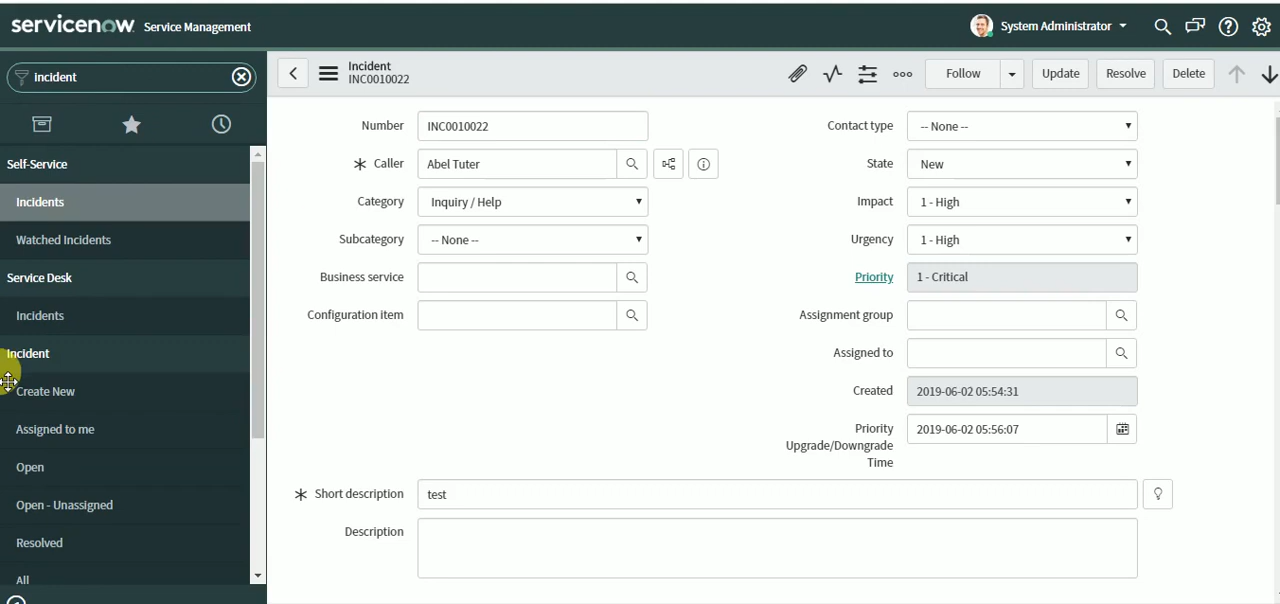 servicenow Service Management
System Administrator
incident
Incident
INC0010022
Follow
Update
Resolve
Delete
Self-Service
Incidents
Watched Incidents
Service Desk
Incidents
Incident
Create New
Assigned to me
Open
Open - Unassigned
Resolved
All
Number INC0010022
Caller Abel Tuter
Category Inquiry / Help
Subcategory -- None --
Business service
Configuration item
Contact type -- None --
State New
Impact 1 - High
Urgency 1 - High
Priority 1 - Critical
Assignment group
Assigned to
Created 2019-06-02 05:54:31
Priority 2019-06-02 05:56:07
Upgrade/Downgrade
Time
Short description test
Description